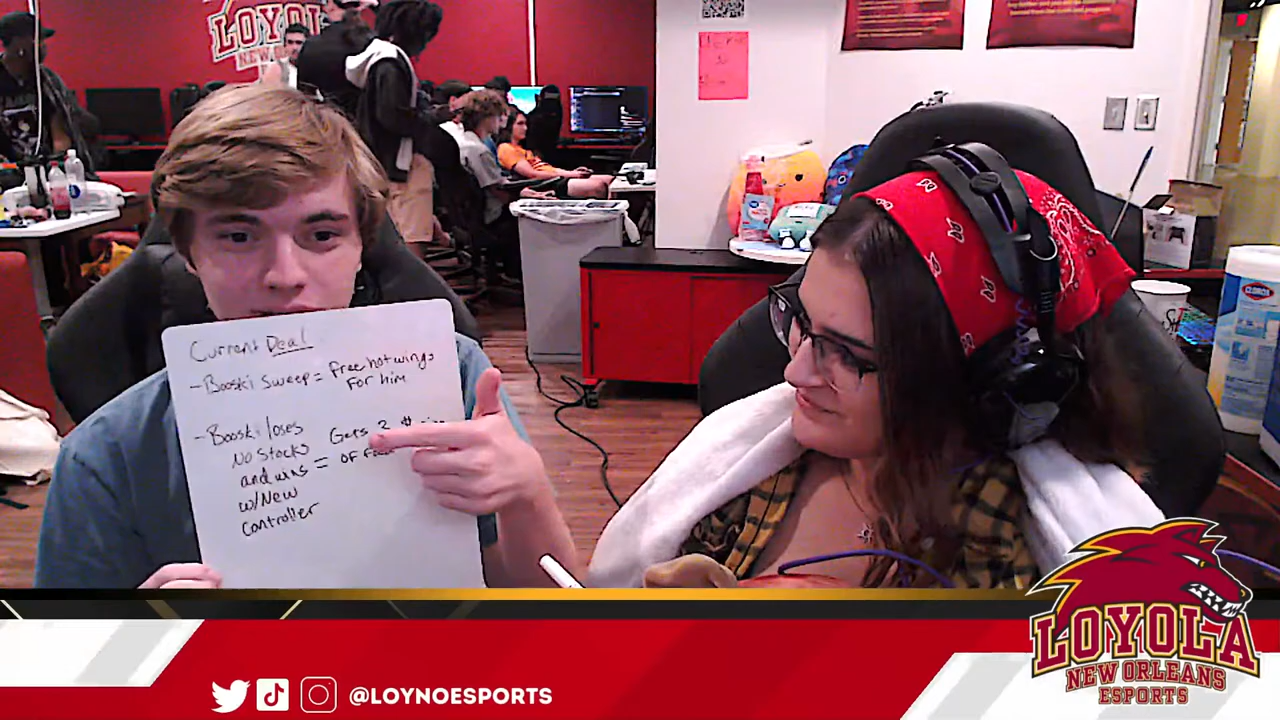 LOYOLA
NEW ORLEANS
Current Deal
- Booski sweep = free hot wings
for him
- Booski loses
No stocks
and wins =
w/New
Controller
Gets 2
of
CLOROX
LOYOLA
NEW ORLEANS
ESPORTS
@LOYNOESPORTS